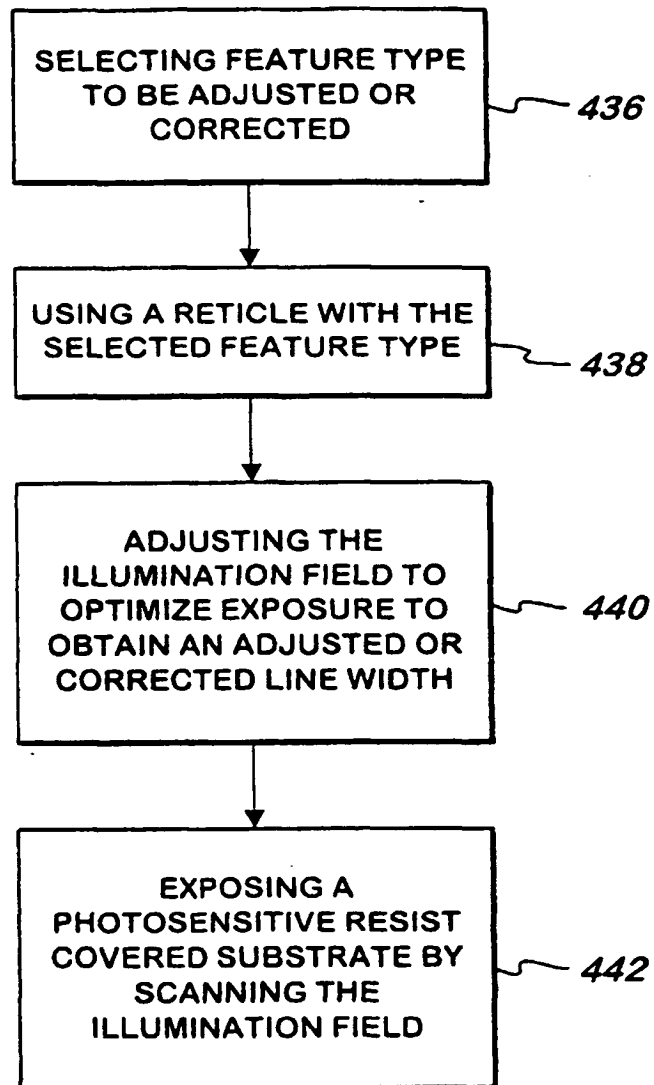 SELECTING FEATURE TYPE
TO BE ADJUSTED OR
CORRECTED
436
USING A RETICLE WITH THE
SELECTED FEATURE TYPE
438
ADJUSTING THE
ILLUMINATION FIELD TO
OPTIMIZE EXPOSURE TO
OBTAIN AN ADJUSTED OR
CORRECTED LINE WIDTH
440
EXPOSING A
PHOTOSENSITIVE RESIST
COVERED SUBSTRATE BY
SCANNING THE
ILLUMINATION FIELD
442